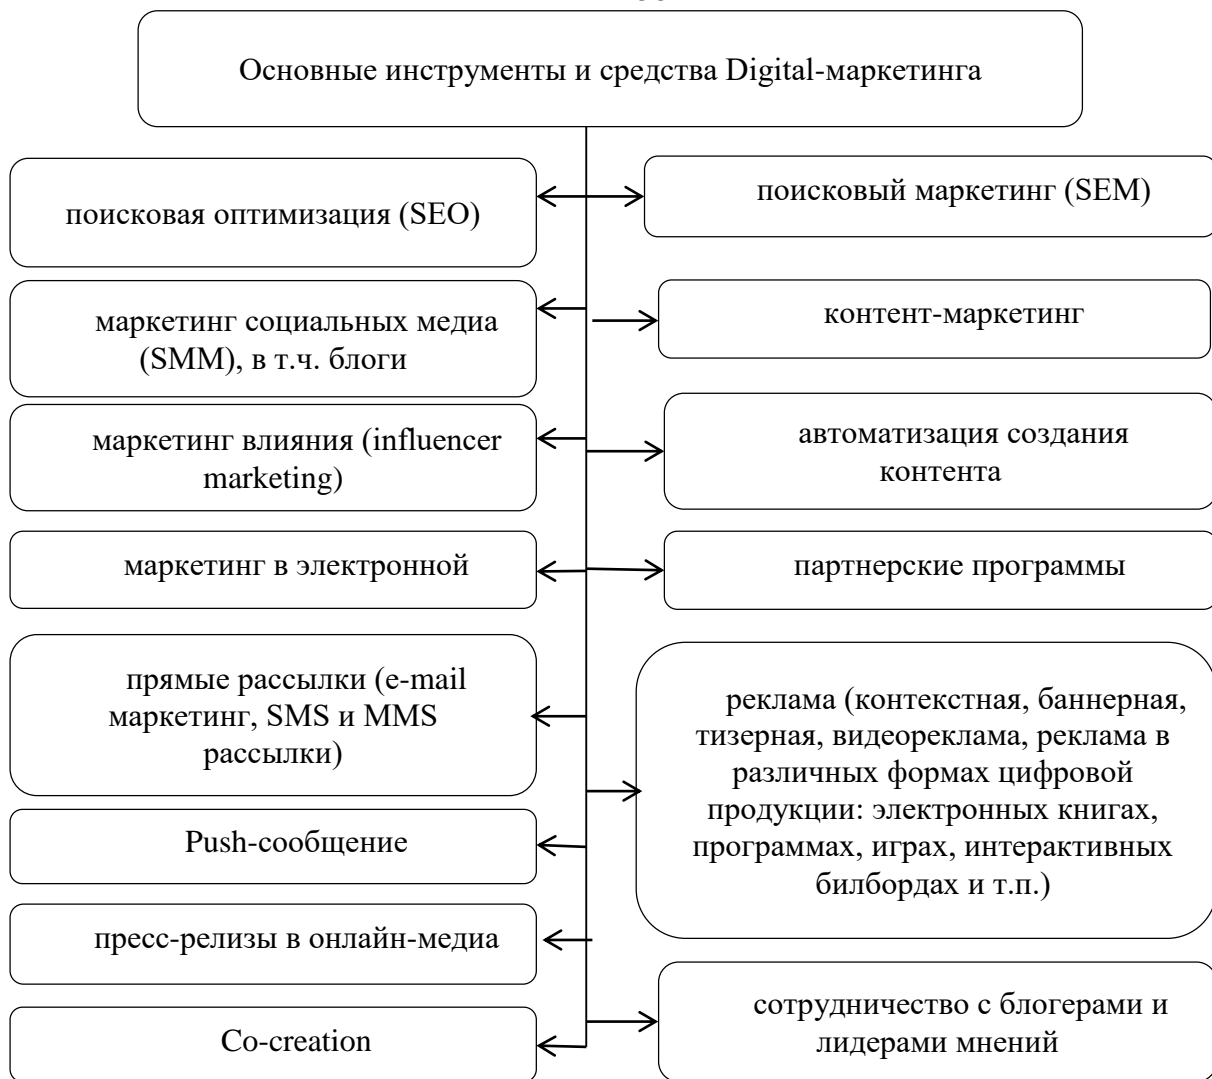 Основные инструменты и средства Digital-маркетинга
поисковая оптимизация (SEO)
поисковый маркетинг (SEM)
маркетинг социальных медиа
(SMM), в т.ч. блоги
контент-маркетинг
маркетинг влияния (influencer
marketing)
автоматизация создания
контента
маркетинг в электронной
партнерские программы
прямые рассылки (e-mail
маркетинг, SMS и MMS
рассылки)
реклама (контекстная, баннерная,
тизерная, видеореклама, реклама в
различных формах цифровой
продукции: электронных книгах,
программах, играх, интерактивных
билбордах и т.п.)
Push-сообщение
пресс-релизы в онлайн-медиа
Co-creation
сотрудничество с блогерами и
лидерами мнений